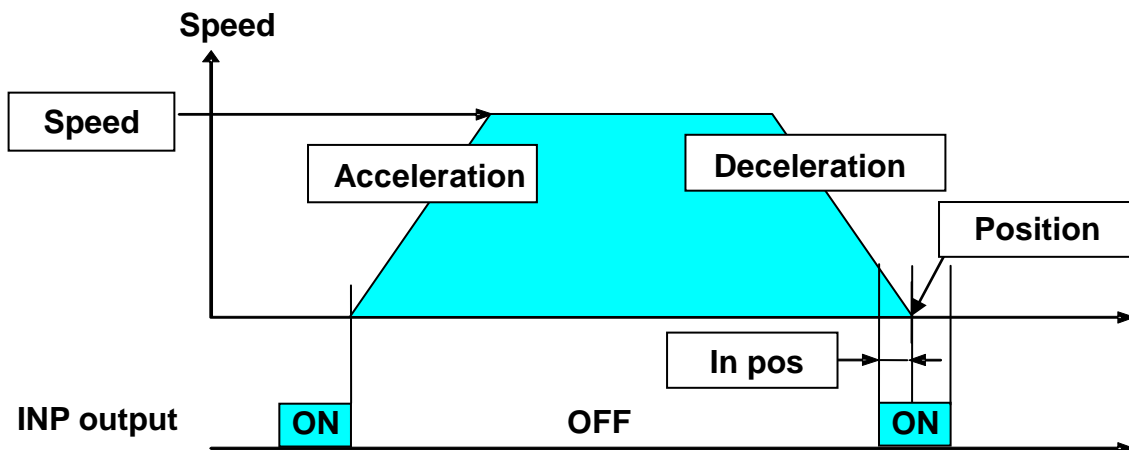 Speed
Speed
Acceleration
Deceleration
Position
In pos
INP output
ON
OFF
ON